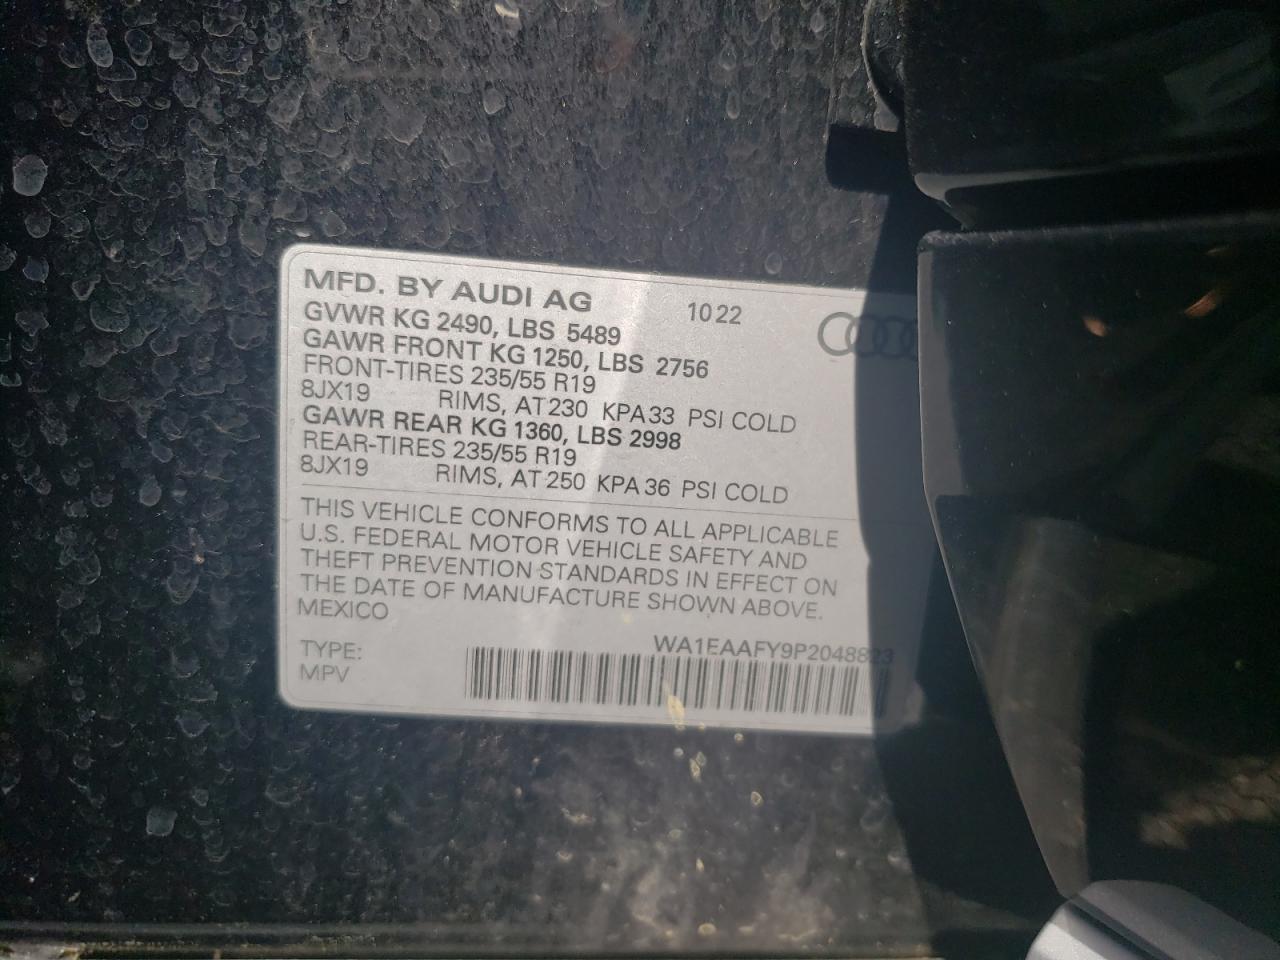 MFD. BY AUDI AG 10 22
GVWR KG 2490, LBS 5489
GAWR FRONT KG 1250, LBS 2756
FRONT-TIRES 235/55 R19
8JX19 RIMS, AT 230 KPA 33 PSI COLD
GAWR REAR KG 1360, LBS 2998
REAR-TIRES 235/55 R19
8JX19 RIMS, AT 250 KPA 36 PSI COLD
THIS VEHICLE CONFORMS TO ALL APPLICABLE
U.S. FEDERAL MOTOR VEHICLE SAFETY AND
THEFT PREVENTION STANDARDS IN EFFECT ON
THE DATE OF MANUFACTURE SHOWN ABOVE.
MEXICO
WA1EAAFY9P2048823
TYPE:
MPV